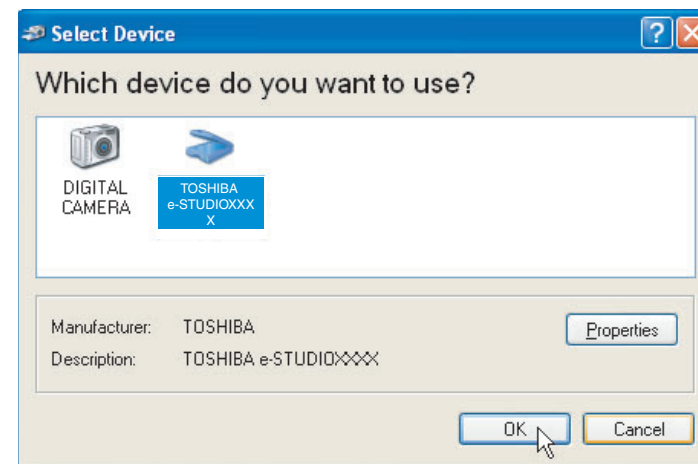 Select Device
Which device do you want to use?
DIGITAL
CAMERA
TOSHIBA
e-STUDIOXXX
X
Manufacturer: TOSHIBA
Properties
Description: TOSHIBA e-STUDIOXXXX
OK
Cancel